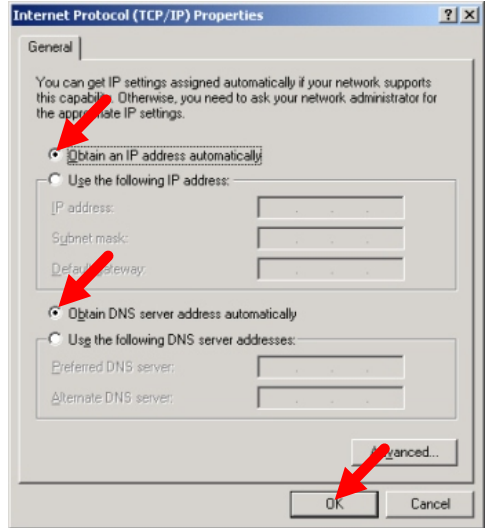 Internet Protocol (TCP/IP) Properties
General
You can get IP settings assigned automatically if your network supports
this capability. Otherwise, you need to ask your network administrator for
the appropriate IP settings.
Obtain an IP address automatically
Use the following IP address:
IP address:
Subnet mask:
Default gateway:
Obtain DNS server address automatically
Use the following DNS server addresses:
Preferred DNS server:
Alternate DNS server:
Advanced...
OK Cancel